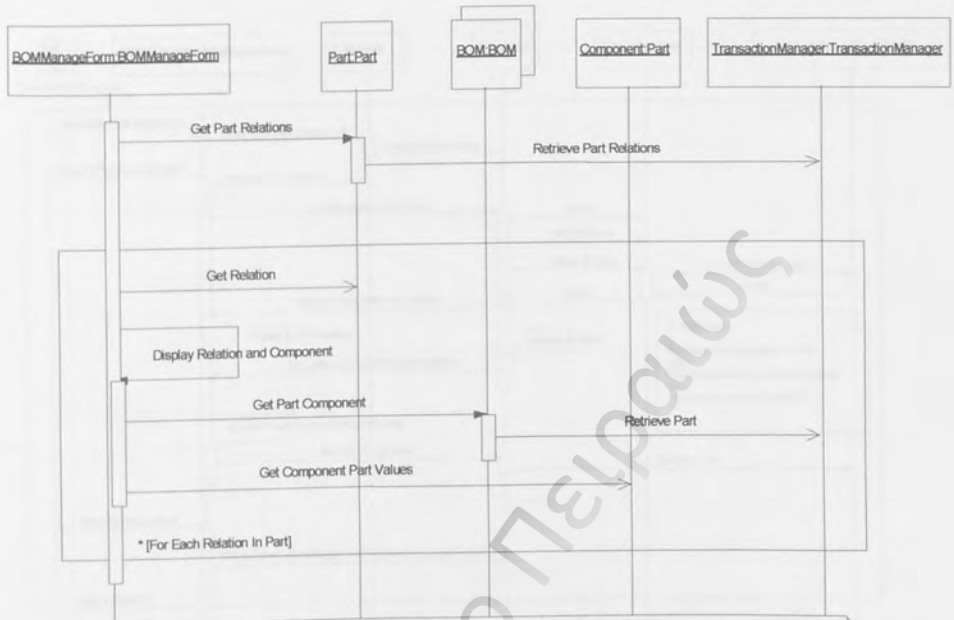 BOMManageForm:BOMManageForm
Part:Part
BOM:BOM
Component:Part
TransactionManager:TransactionManager
Get Part Relations
Retrieve Part Relations
Get Relation
Display Relation and Component
Get Part Component
Retrieve Part
Get Component Part Values
* [For Each Relation In Part]
ο Πειραιώς